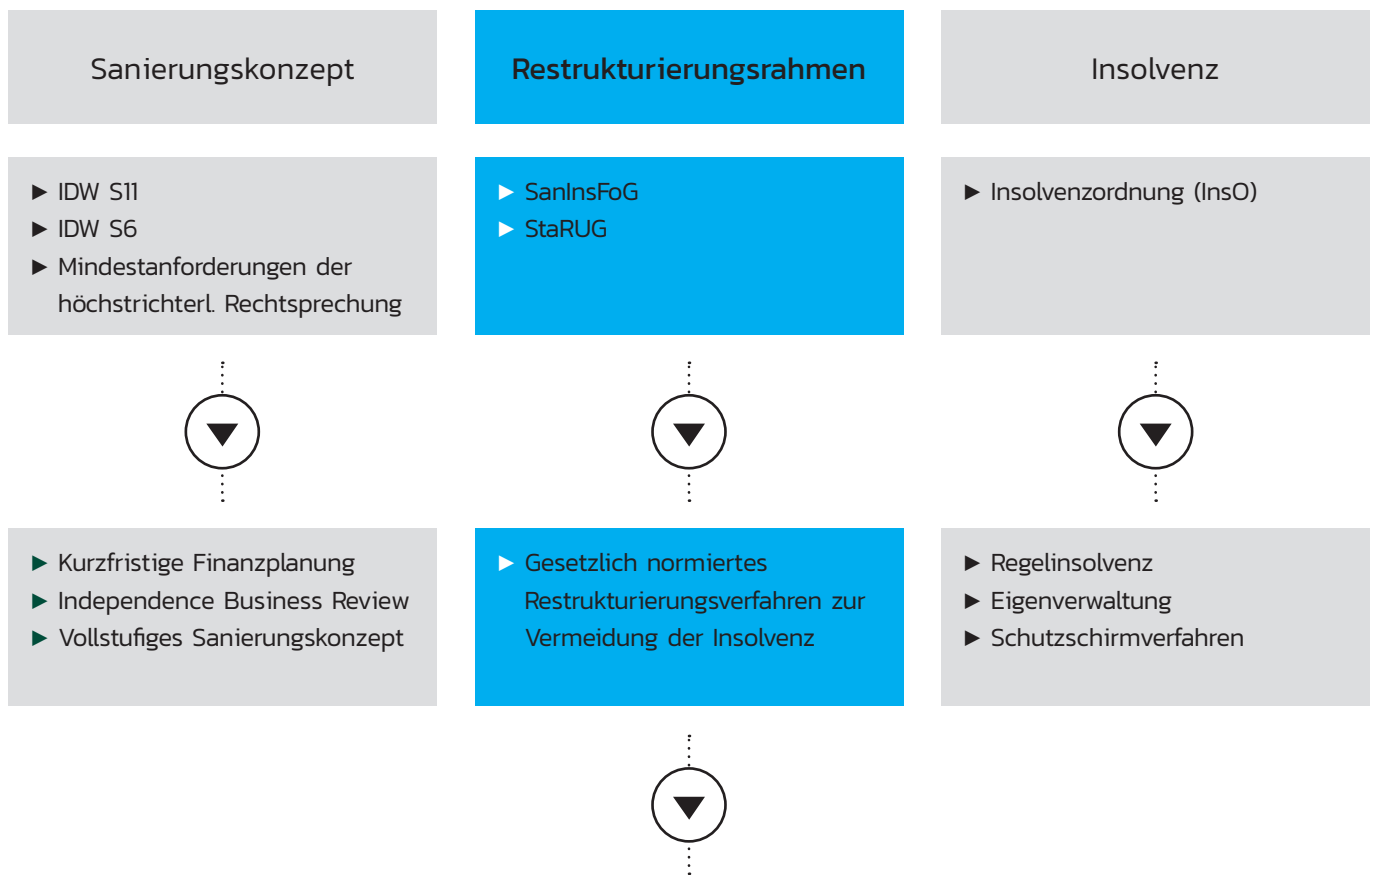 Sanierungskonzept
Restrukturierungsrahmen
Insolvenz
► IDW S11
► IDW S6
► Mindestanforderungen der
höchstrichterl. Rechtsprechung
► SanInsFoG
► StaRUG
► Insolvenzordnung (InsO)
► Kurzfristige Finanzplanung
► Independence Business Review
► Vollstufiges Sanierungskonzept
► Gesetzlich normiertes
Restrukturierungsverfahren zur
Vermeidung der Insolvenz
► Regelinsolvenz
► Eigenverwaltung
► Schutzschirmverfahren